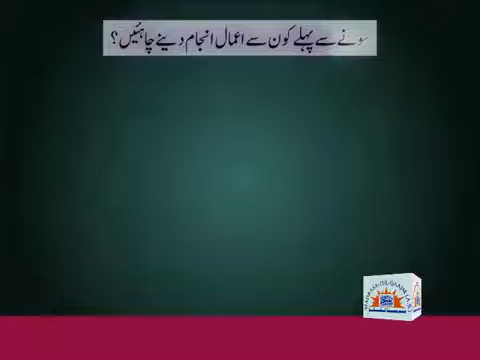 سونے سے پہلے کون سے اعمال انجام دینے چاہئیں؟